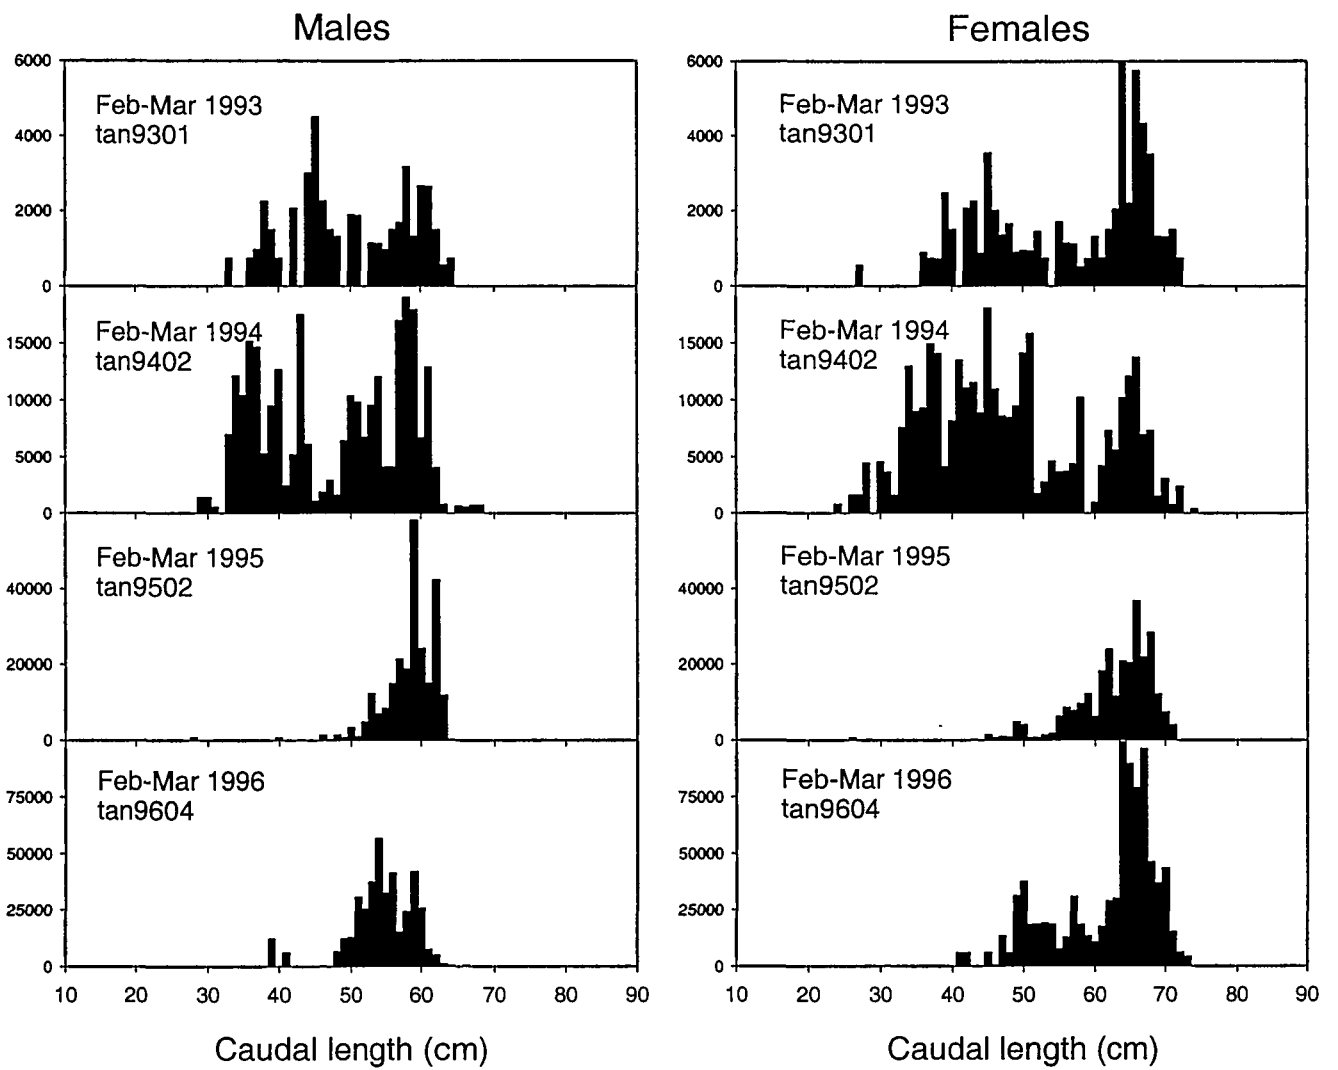 Males
Females
6000
4000
2000
0
Feb-Mar 1993
tan9301
6000
4000
2000
0
Feb-Mar 1993
tan9301
15000
10000
5000
0
Feb-Mar 1994
tan9402
15000
10000
5000
0
Feb-Mar 1994
tan9402
40000
20000
0
Feb-Mar 1995
tan9502
40000
20000
0
Feb-Mar 1995
tan9502
75000
50000
25000
0
Feb-Mar 1996
tan9604
75000
50000
25000
0
Feb-Mar 1996
tan9604
10 20 30 40 50 60 70 80 90
10 20 30 40 50 60 70 80 90
Caudal length (cm)
Caudal length (cm)